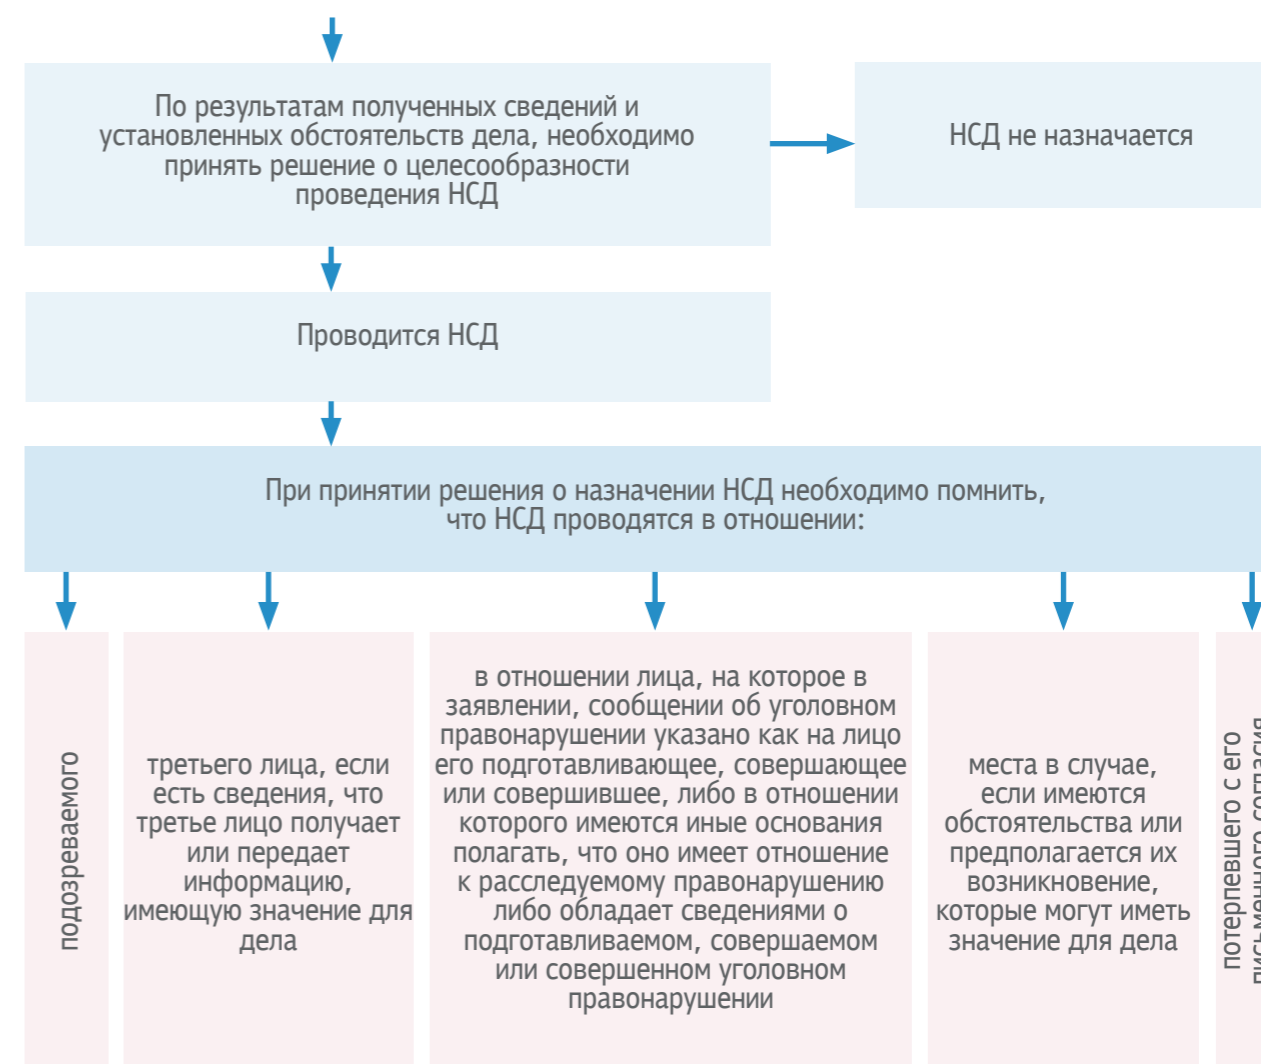 По результатам полученных сведений и
установленных обстоятельств дела, необходимо
принять решение о целесообразности
проведения НСД
НСД не назначается
Проводится НСД
При принятии решения о назначении НСД необходимо помнить,
что НСД проводятся в отношении:
подозреваемого
третьего лица, если
есть сведения, что
третье лицо получает
или передает
информацию,
имеющую значение для
дела
в отношении лица, на которое в
заявлении, сообщении об уголовном
правонарушении указано как на лицо
его подготавливающее, совершающее
или совершившее, либо в отношении
которого имеются иные основания
полагать, что оно имеет отношение
к расследуемому правонарушению
либо обладает сведениями о
подготавливаемом, совершаемом
или совершенном уголовном
правонарушении
места в случае,
если имеются
обстоятельства или
предполагается их
возникновение,
которые могут иметь
значение для дела
потерпевшего с его
письменного согласия